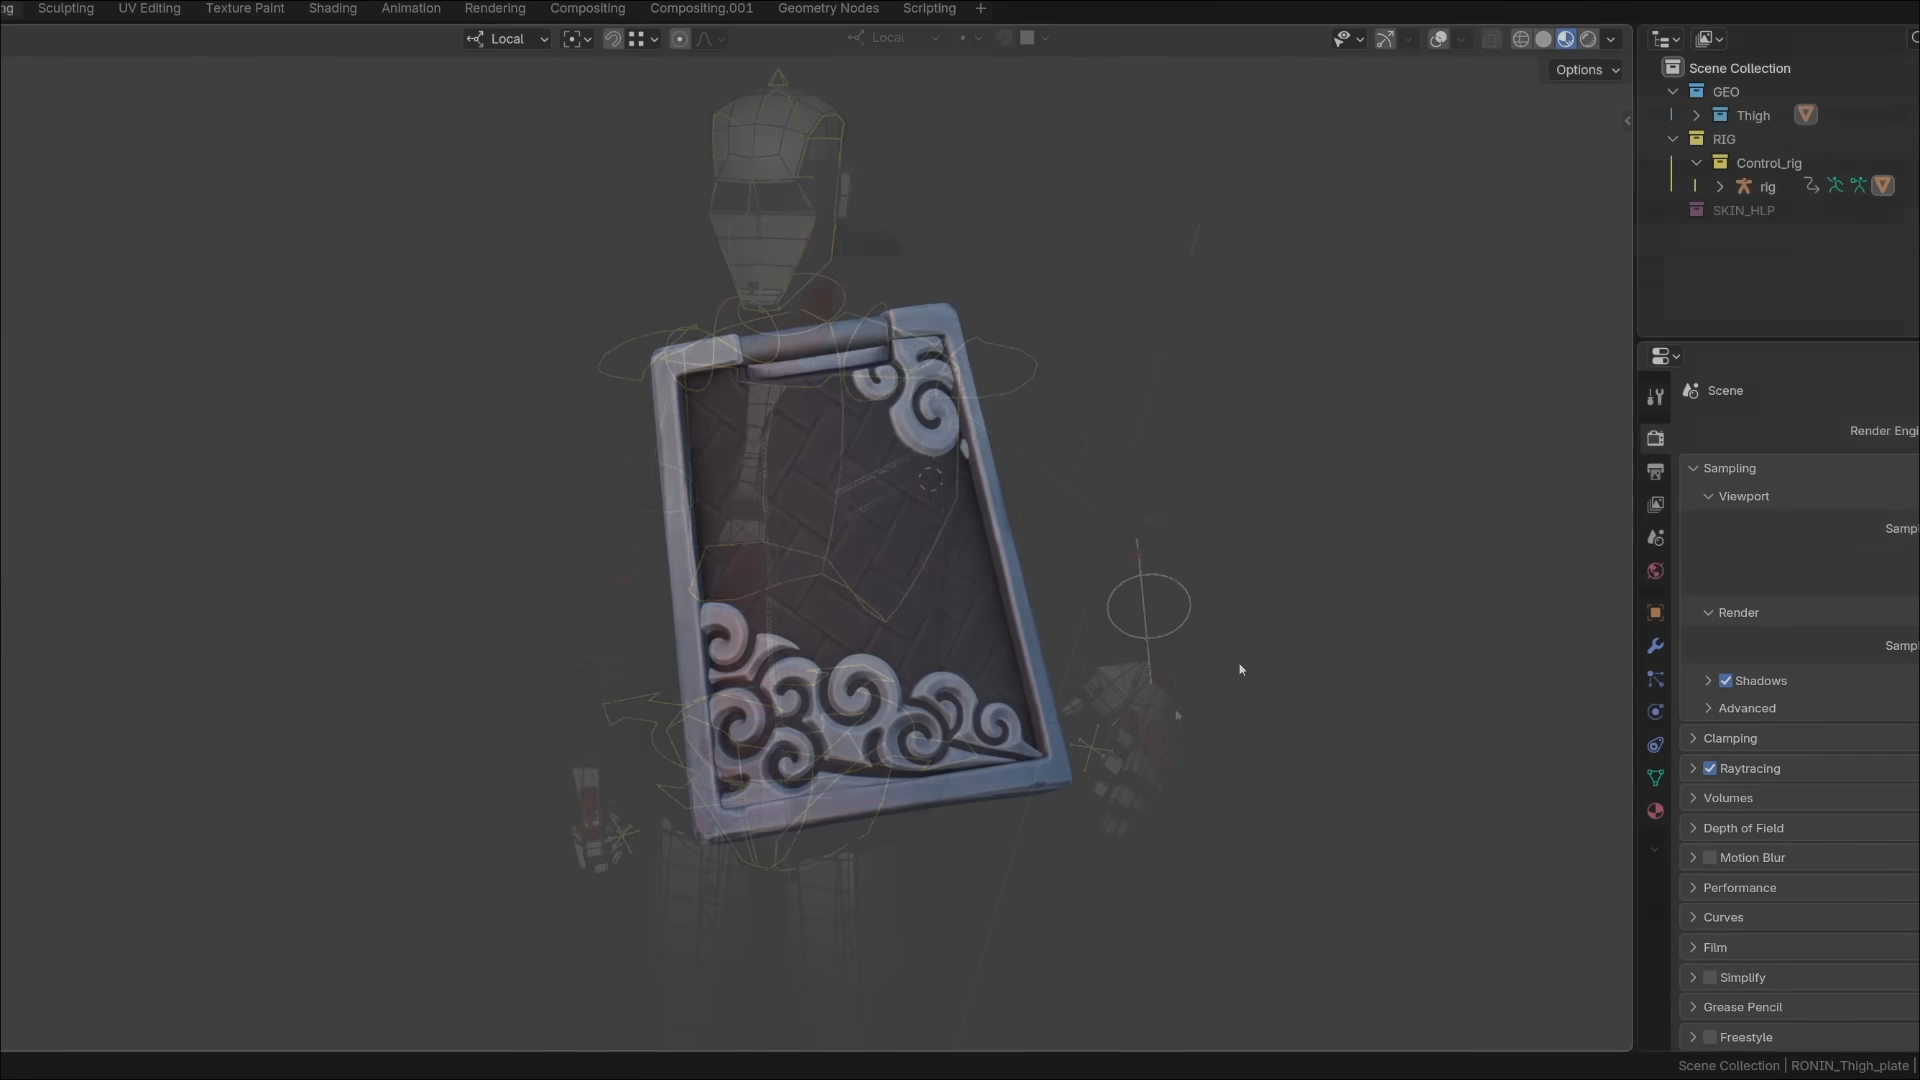 ng Sculpting UV Editing Texture Paint Shading Animation Rendering Compositing Compositing.001 Geometry Nodes Scripting +
Local
Local
Options
Scene Collection
GEO
Thigh
RIG
Control_rig
rig
SKIN_HLP
Scene
Render Engi
Sampling
Viewport
Sampl
Render
Sampl
Shadows
Advanced
Clamping
Raytracing
Volumes
Depth of Field
Motion Blur
Performance
Curves
Film
Simplify
Grease Pencil
Freestyle
Scene Collection | RONIN_Thigh_plate |